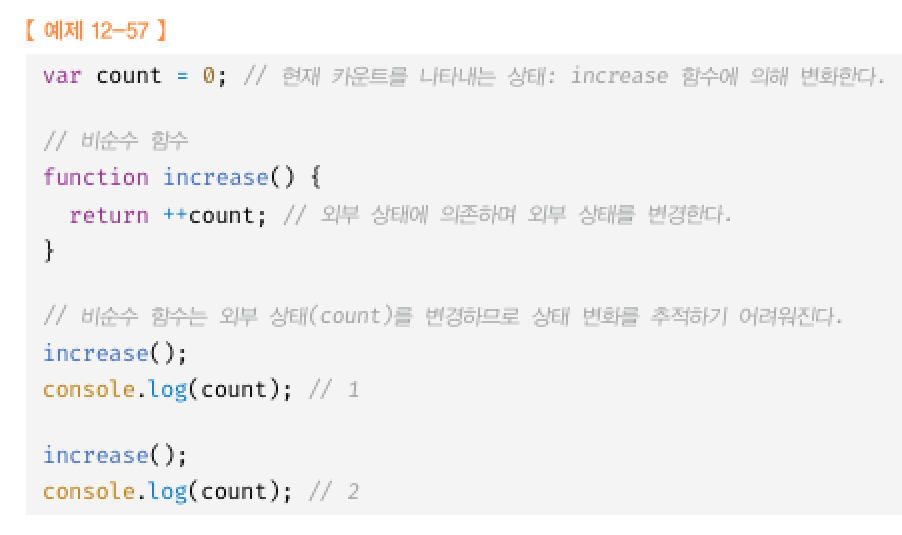 【 예제 12-57 】
var count = 0; // 현재 카운트를 나타내는 상태: increase 함수에 의해 변화한다.
// 비순수 함수
function increase() {
  return ++count; // 외부 상태에 의존하며 외부 상태를 변경한다.
}
// 비순수 함수는 외부 상태(count)를 변경하므로 상태 변화를 추적하기 어려워진다.
increase();
console.log(count); // 1
increase();
console.log(count); // 2